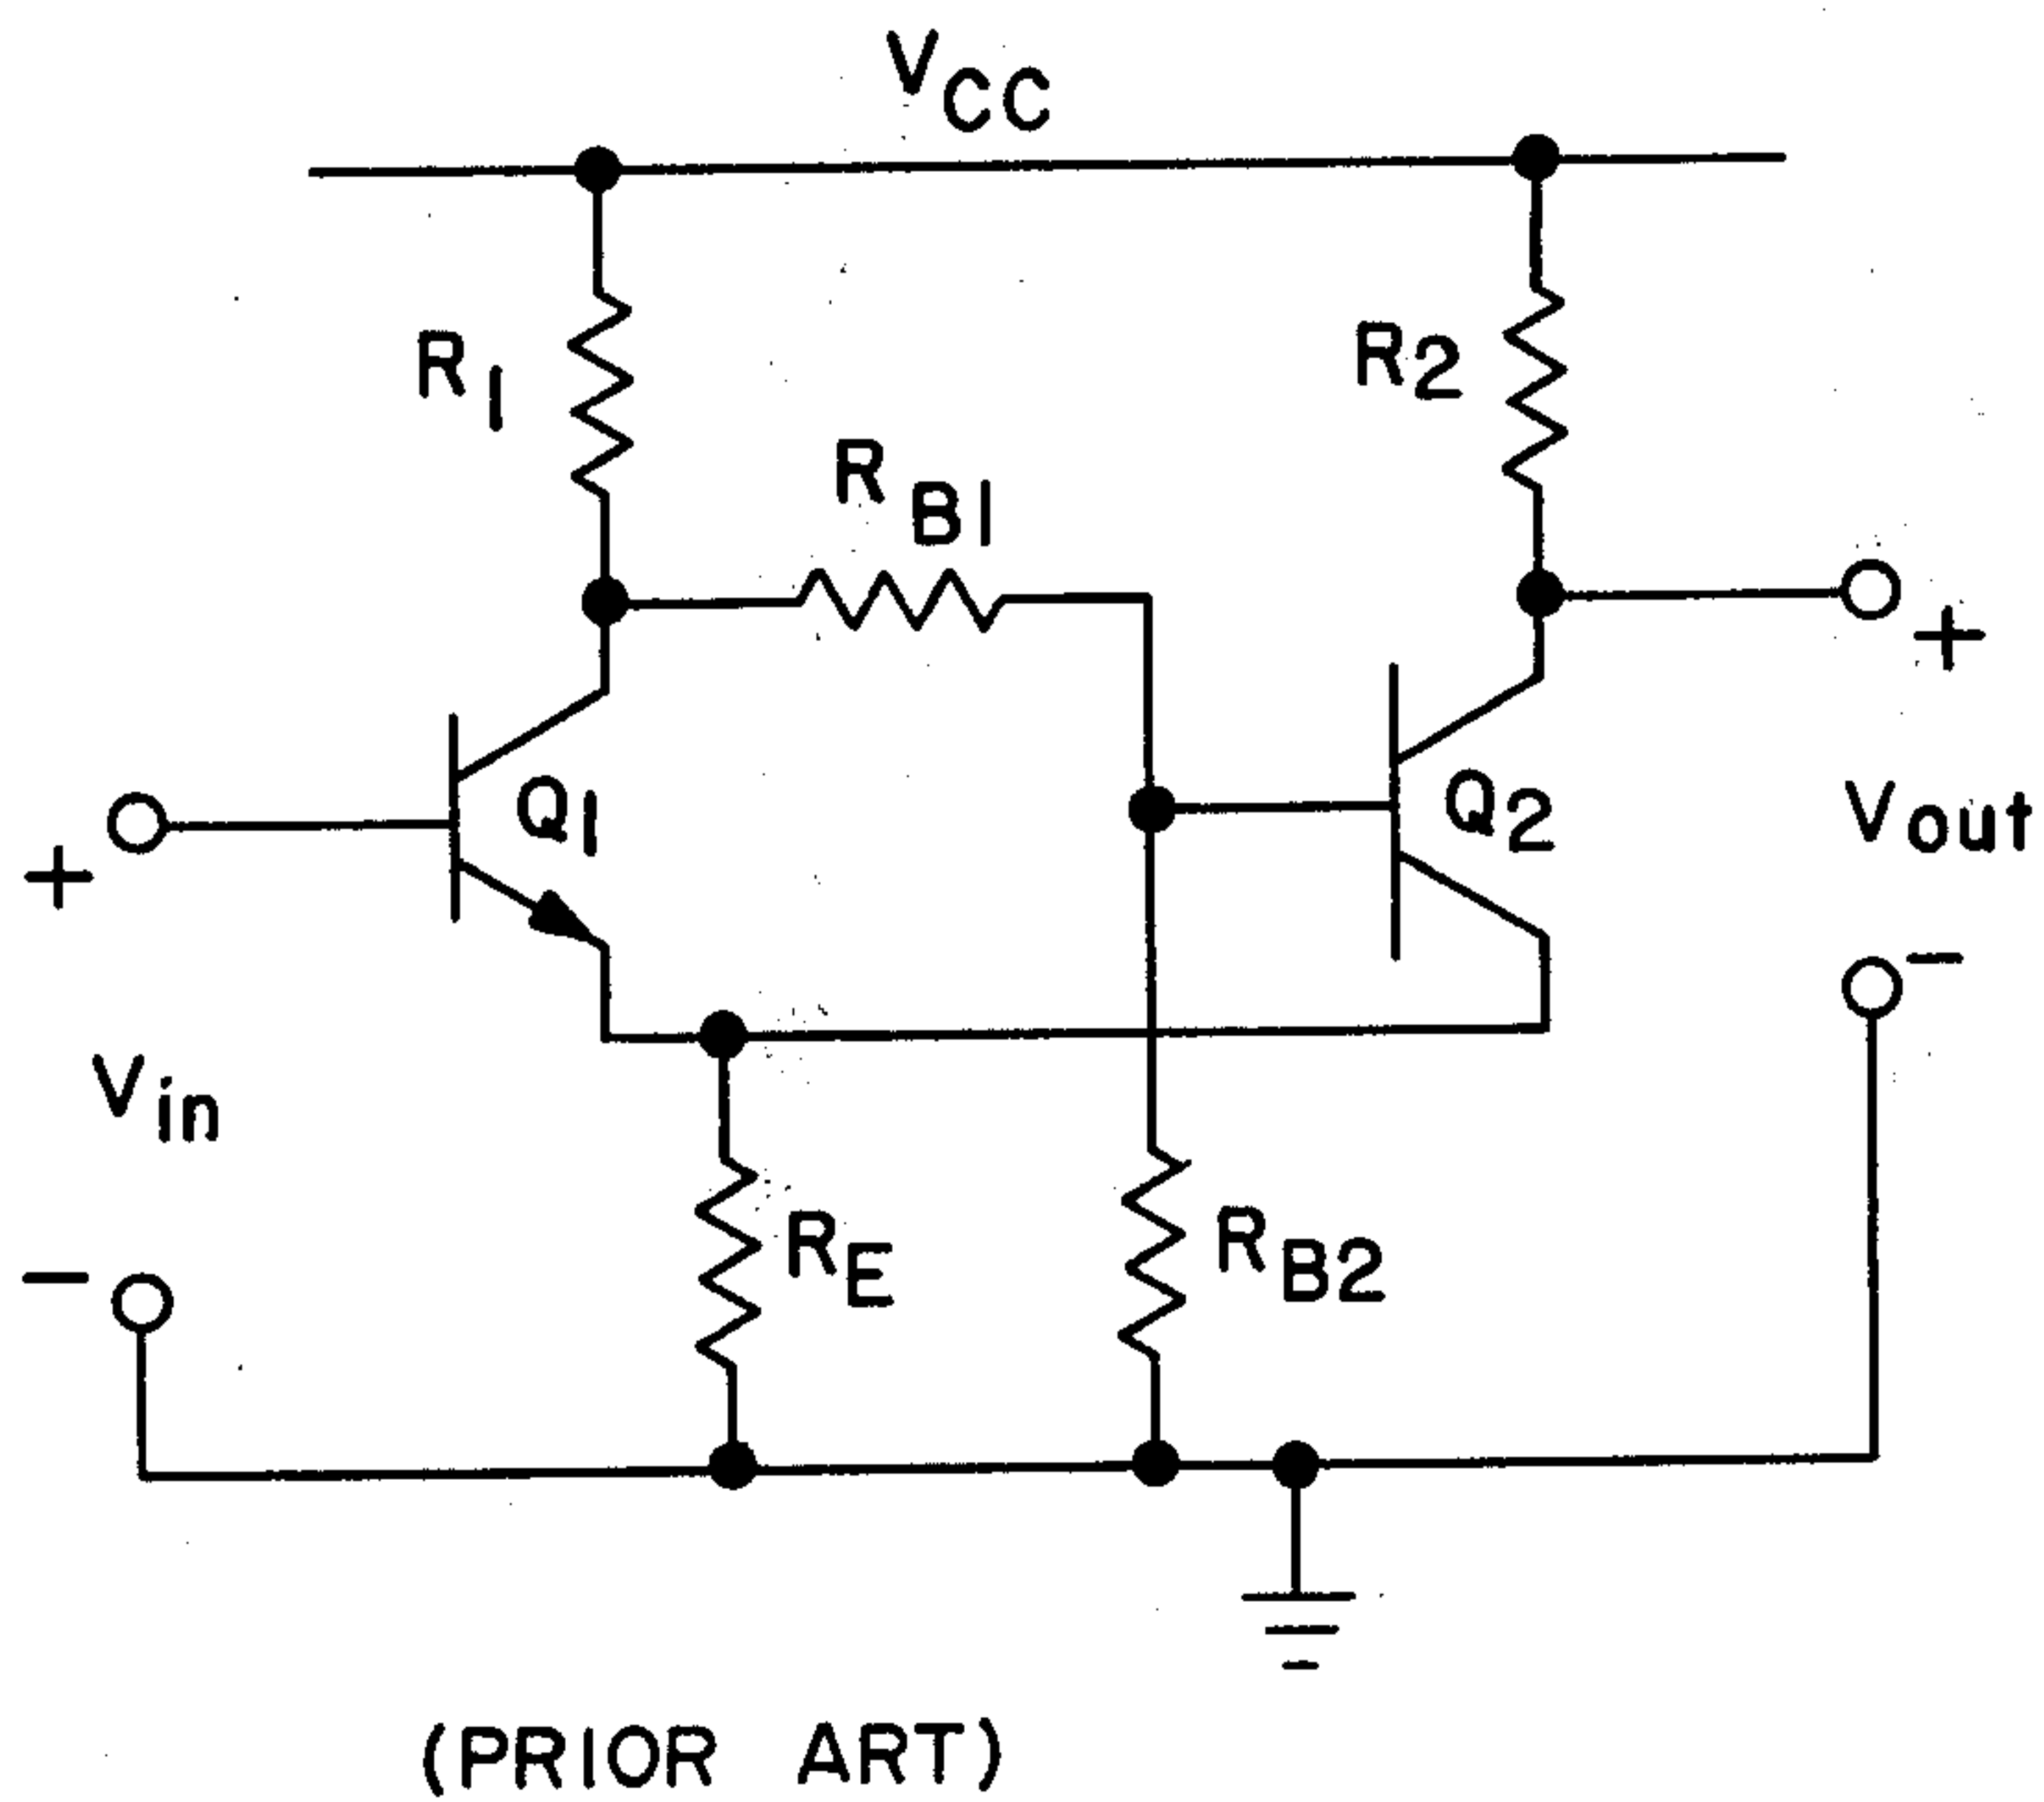 VCC
R1
R2
RB1
Q1
Q2
+
+
Vout
-
Vin
-
RE
RB2
(PRIOR ART)